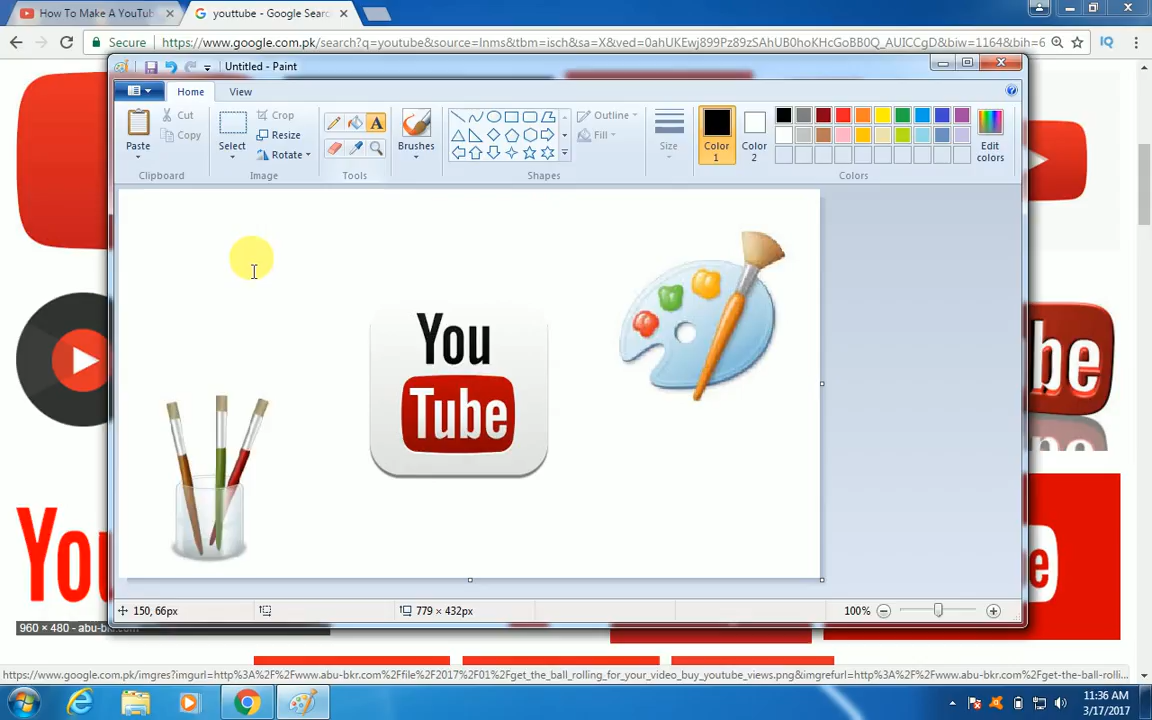 How To Make A YouTub
youttube - Google Searc
Secure
https://www.google.com.pk/search?q=youtube&source=lnms&tbm=isch&sa=X&ved=0ahUKEwj899Pz89zSAhUB0hoKHcGoBB0Q_AUICCgD&biw=1164&bih=6
Untitled - Paint
Home
View
Paste
Cut
Copy
Clipboard
Select
Crop
Resize
Rotate
Image
A
Tools
Brushes
Outline
Fill
Shapes
Size
Color
1
Color
2
Edit
colors
Colors
You
Tube
You
be
be
150, 66px
779 × 432px
100%
960 × 480 - abu-bkr.com
https://www.google.com.pk/imgres?imgurl=http%3A%2F%2Fwww.abu-bkr.com%2Ffile%2F2017%2F01%2Fget_the_ball_rolling_for_your_video_buy_youtube_views.png&imgrefurl=http%3A%2F%2Fwww.abu-bkr.com%2Fget-the-ball-rolli...
11:36 AM
3/17/2017